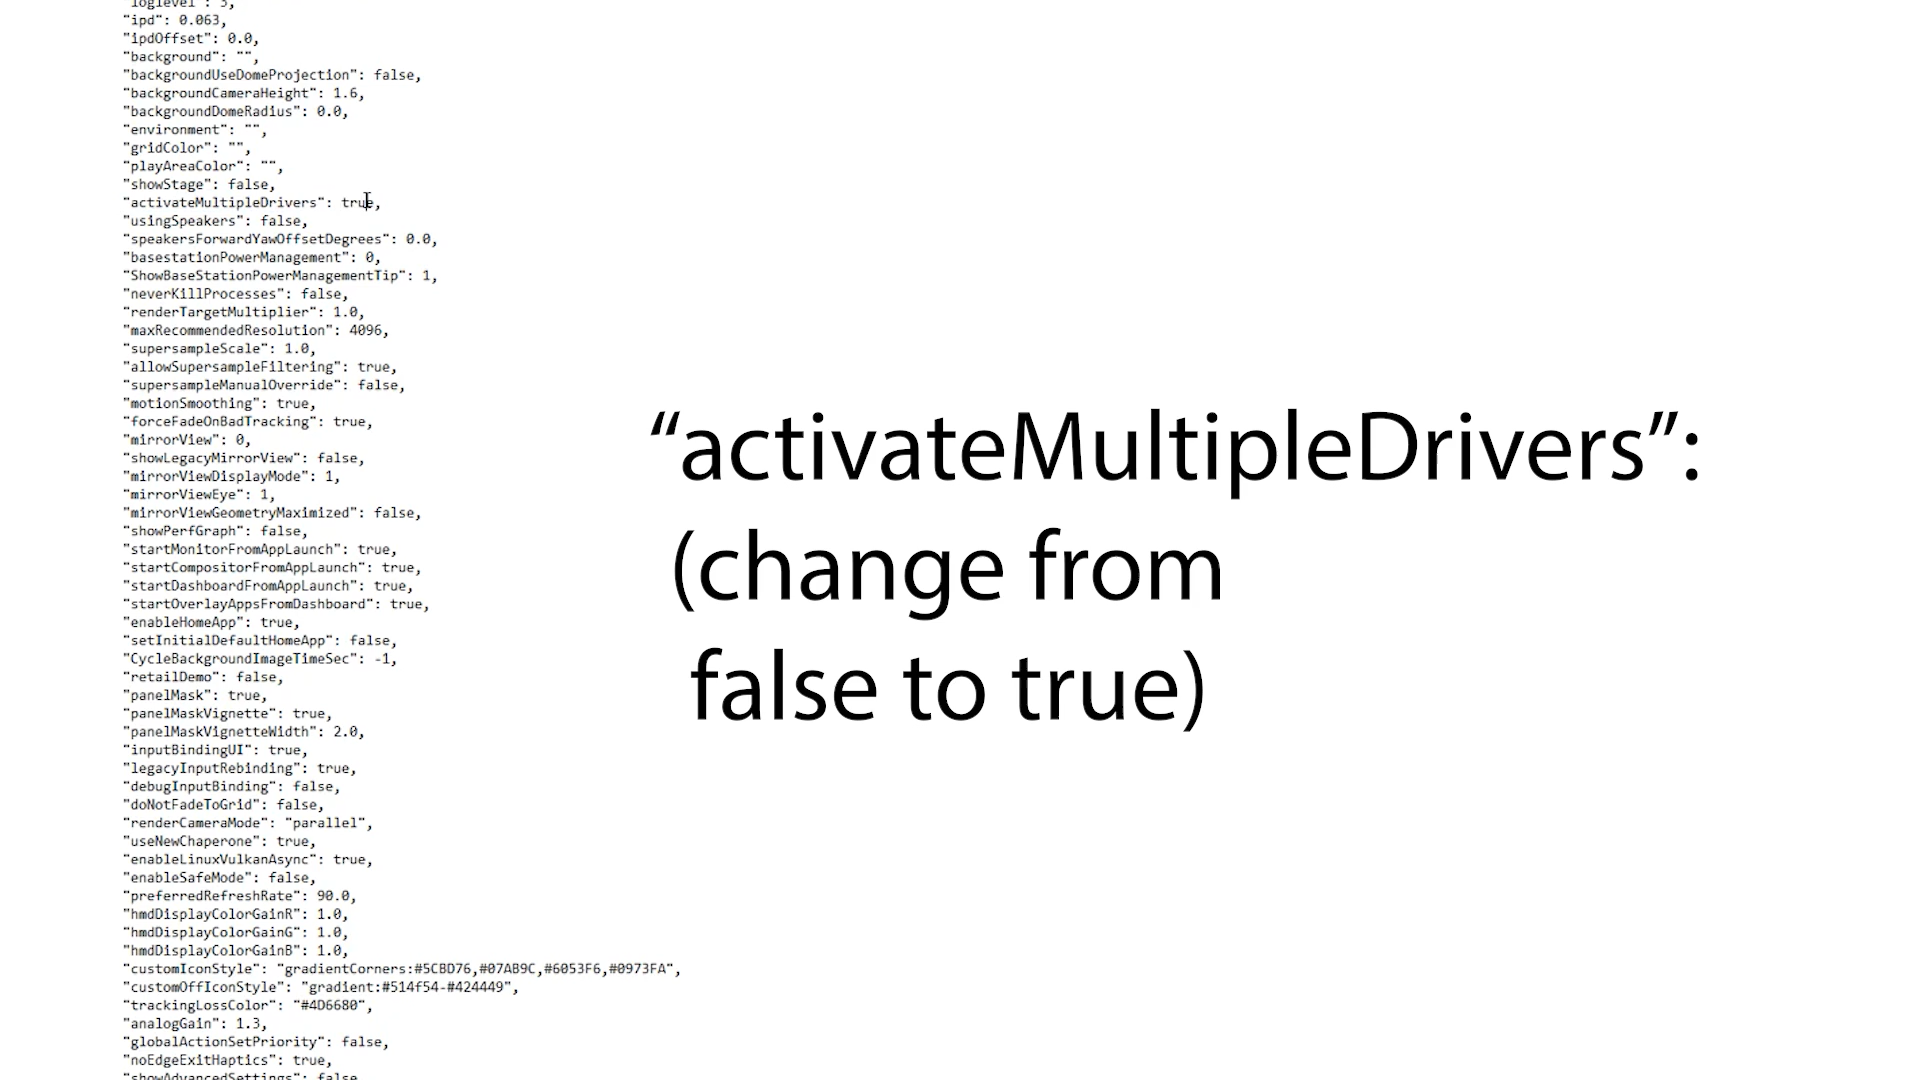 "loglevel": 3,
"ipd": 0.063,
"ipdOffset": 0.0,
"background": "",
"backgroundUseDomeProjection": false,
"backgroundCameraHeight": 1.6,
"backgroundDomeRadius": 0.0,
"environment": "",
"gridColor": "",
"playAreaColor": "",
"showStage": false,
"activateMultipleDrivers": true,
"usingSpeakers": false,
"speakersForwardYawOffsetDegrees": 0.0,
"basestationPowerManagement": 0,
"ShowBaseStationPowerManagementTip": 1,
"neverKillProcesses": false,
"renderTargetMultiplier": 1.0,
"maxRecommendedResolution": 4096,
"supersampleScale": 1.0,
"allowSupersampleFiltering": true,
"supersampleManualOverride": false,
"motionSmoothing": true,
"forceFadeOnBadTracking": true,
"mirrorView": 0,
"showLegacyMirrorView": false,
"mirrorViewDisplayMode": 1,
"mirrorViewEye": 1,
"mirrorViewGeometryMaximized": false,
"showPerfGraph": false,
"startMonitorFromAppLaunch": true,
"startCompositorFromAppLaunch": true,
"startDashboardFromAppLaunch": true,
"startOverlayAppsFromDashboard": true,
"enableHomeApp": true,
"setInitialDefaultHomeApp": false,
"CycleBackgroundImageTimeSec": -1,
"retailDemo": false,
"panelMask": true,
"panelMaskVignette": true,
"panelMaskVignetteWidth": 2.0,
"inputBindingUI": true,
"legacyInputRebinding": true,
"debugInputBinding": false,
"doNotFadeToGrid": false,
"renderCameraMode": "parallel",
"useNewChaperone": true,
"enableLinuxVulkanAsync": true,
"enableSafeMode": false,
"preferredRefreshRate": 90.0,
"hmdDisplayColorGainR": 1.0,
"hmdDisplayColorGainG": 1.0,
"hmdDisplayColorGainB": 1.0,
"customIconStyle": "gradientCorners:#5CBD76,#07AB9C,#6053F6,#0973FA",
"customOffIconStyle": "gradient:#514f54-#424449",
"trackingLossColor": "#4D6680",
"analogGain": 1.3,
"globalActionSetPriority": false,
"noEdgeExitHaptics": true,
"showAdvancedSettings": false
“activateMultipleDrivers”:
(change from
false to true)